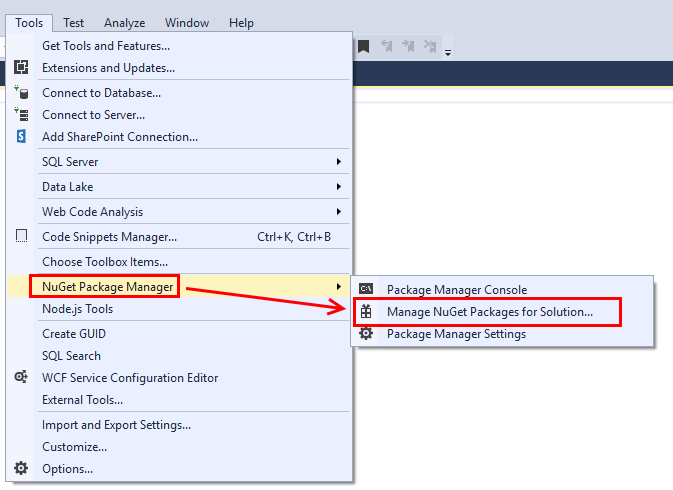 Tools Test Analyze Window Help
Get Tools and Features...
Extensions and Updates...
Connect to Database...
Connect to Server...
Add SharePoint Connection...
SQL Server
Data Lake
Web Code Analysis
Code Snippets Manager... Ctrl+K, Ctrl+B
Choose Toolbox Items...
NuGet Package Manager
Package Manager Console
Manage NuGet Packages for Solution...
Package Manager Settings
Node.js Tools
Create GUID
SQL Search
WCF Service Configuration Editor
External Tools...
Import and Export Settings...
Customize...
Options...